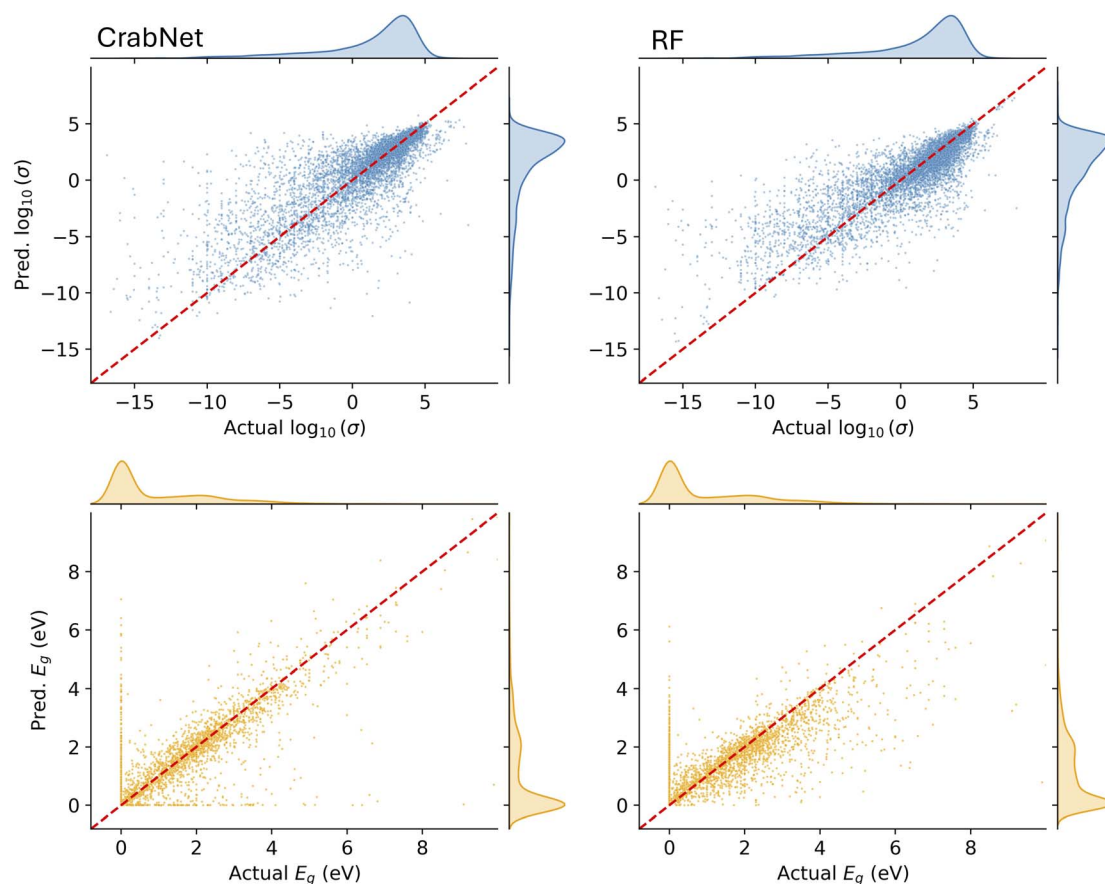 CrabNet
RF
Pred. log₁₀ (σ)
5
0
−5
−10
−15
5
0
−5
−10
−15
−15 −10 −5 0 5
−15 −10 −5 0 5
Actual log₁₀ (σ)
Actual log₁₀ (σ)
Pred. E_g (eV)
8
6
4
2
0
8
6
4
2
0
0 2 4 6 8
0 2 4 6 8
Actual E_g (eV)
Actual E_g (eV)